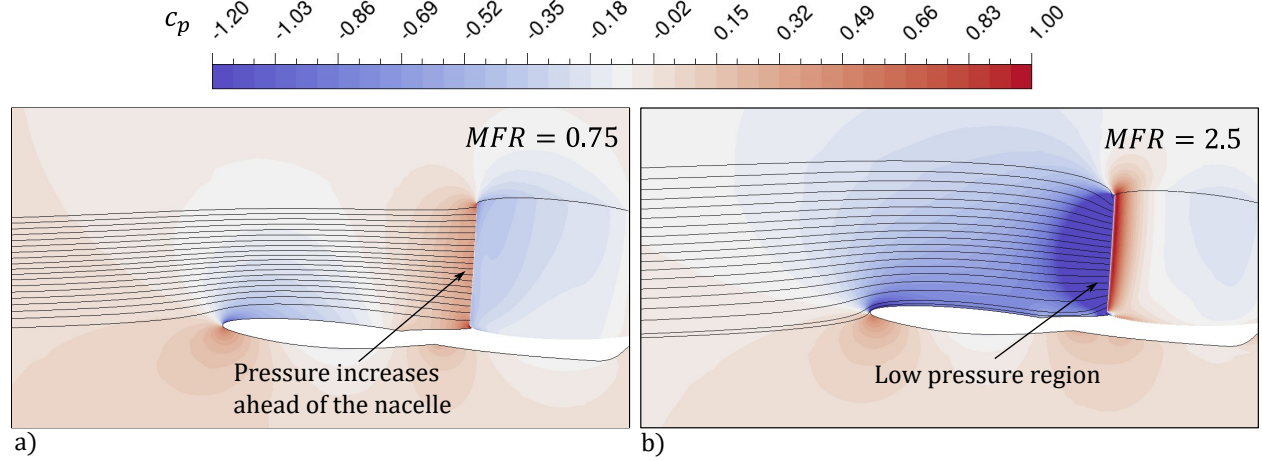 c_p -1.20 -1.03 -0.86 -0.69 -0.52 -0.35 -0.18 -0.02 0.15 0.32 0.49 0.66 0.83 1.00
MFR = 0.75
Pressure increases
ahead of the nacelle
a)
MFR = 2.5
Low pressure region
b)